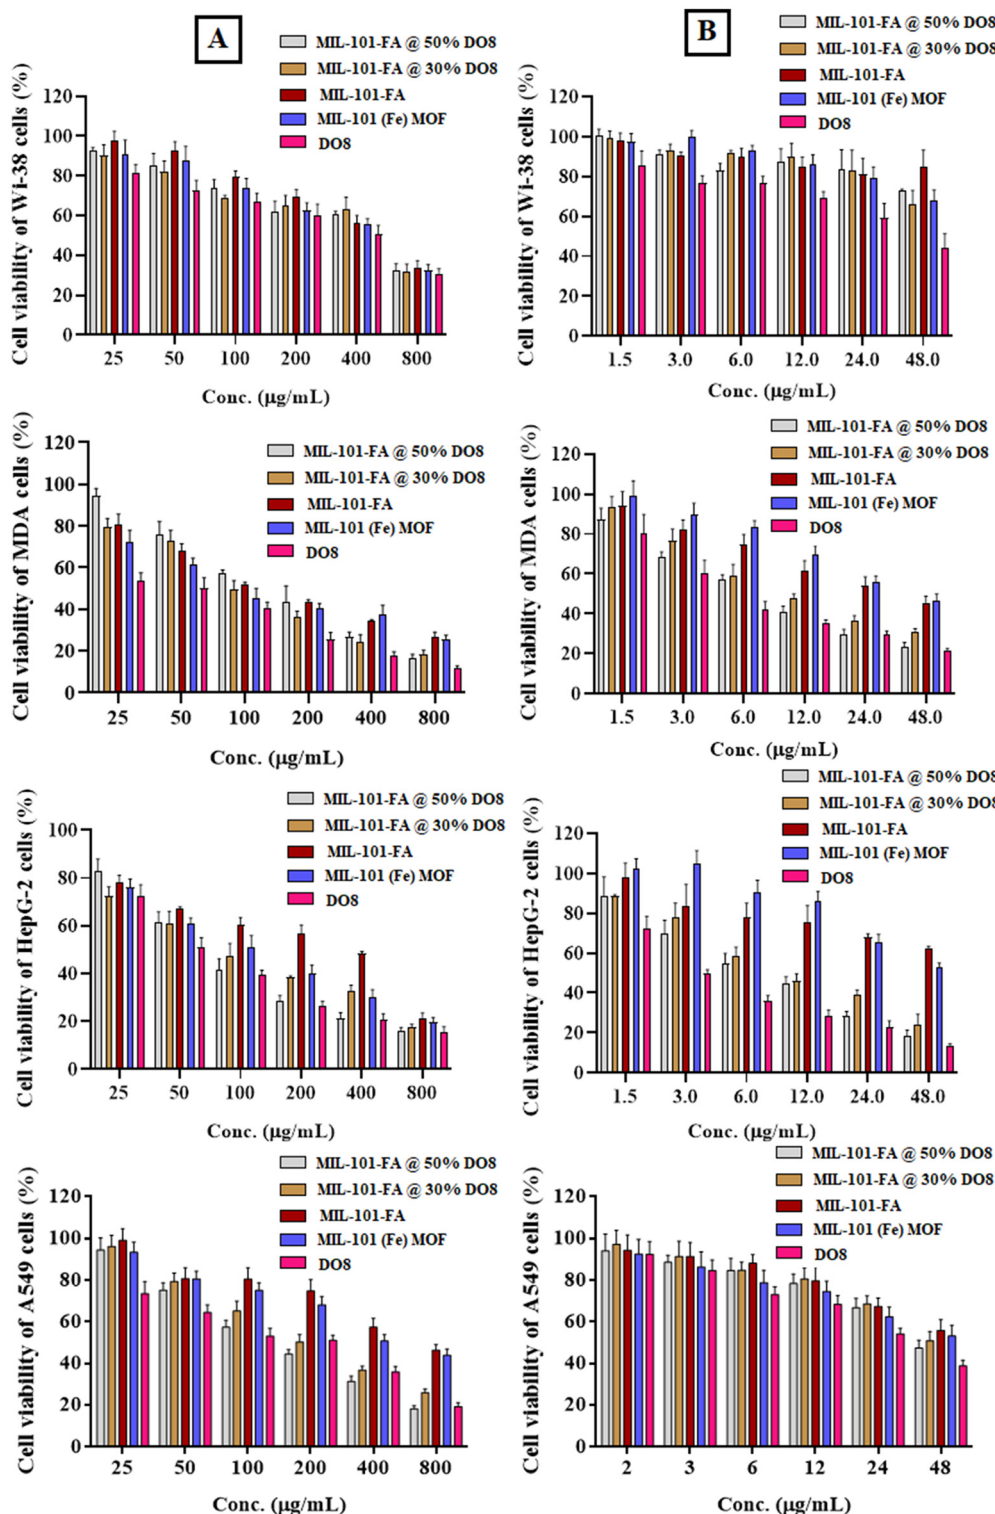 A
MIL-101-FA @ 50% DO8
MIL-101-FA @ 30% DO8
MIL-101-FA
MIL-101 (Fe) MOF
DO8
Cell viability of Wi-38 cells (%)
120
100
80
60
40
20
0
25 50 100 200 400 800
Conc. (µg/mL)
B
MIL-101-FA @ 50% DO8
MIL-101-FA @ 30% DO8
MIL-101-FA
MIL-101 (Fe) MOF
DO8
Cell viability of Wi-38 cells (%)
120
100
80
60
40
20
0
1.5 3.0 6.0 12.0 24.0 48.0
Conc. (µg/mL)
MIL-101-FA @ 50% DO8
MIL-101-FA @ 30% DO8
MIL-101-FA
MIL-101 (Fe) MOF
DO8
Cell viability of MDA cells (%)
120
100
80
60
40
20
0
25 50 100 200 400 800
Conc. (µg/mL)
MIL-101-FA @ 50% DO8
MIL-101-FA @ 30% DO8
MIL-101-FA
MIL-101 (Fe) MOF
DO8
Cell viability of MDA cells (%)
120
100
80
60
40
20
0
1.5 3.0 6.0 12.0 24.0 48.0
Conc. (µg/mL)
MIL-101-FA @ 50% DO8
MIL-101-FA @ 30% DO8
MIL-101-FA
MIL-101 (Fe) MOF
DO8
Cell viability of HepG-2 cells (%)
100
80
60
40
20
0
25 50 100 200 400 800
Conc. (µg/mL)
MIL-101-FA @ 50% DO8
MIL-101-FA @ 30% DO8
MIL-101-FA
MIL-101 (Fe) MOF
DO8
Cell viability of HepG-2 cells (%)
120
100
80
60
40
20
0
1.5 3.0 6.0 12.0 24.0 48.0
Conc. (µg/mL)
MIL-101-FA @ 50% DO8
MIL-101-FA @ 30% DO8
MIL-101-FA
MIL-101 (Fe) MOF
DO8
Cell viability of A549 cells (%)
120
100
80
60
40
20
0
25 50 100 200 400 800
Conc. (µg/mL)
MIL-101-FA @ 50% DO8
MIL-101-FA @ 30% DO8
MIL-101-FA
MIL-101 (Fe) MOF
DO8
Cell viability of A549 cells (%)
120
100
80
60
40
20
0
2 3 6 12 24 48
Conc. (µg/mL)